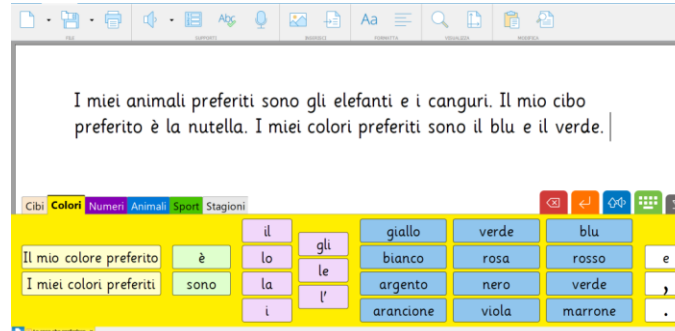 FILE SUPPORTI INSERISCI FORMATTA VISUALIZZA MODIFICA
Abc Aa
I miei animali preferiti sono gli elefanti e i canguri. Il mio cibo
preferito è la nutella. I miei colori preferiti sono il blu e il verde.
Cibi Colori Numeri Animali Sport Stagioni
il giallo verde blu
gli
Il mio colore preferito è lo bianco rosa rosso e
le
I miei colori preferiti sono la argento nero verde ,
l'
i arancione viola marrone .